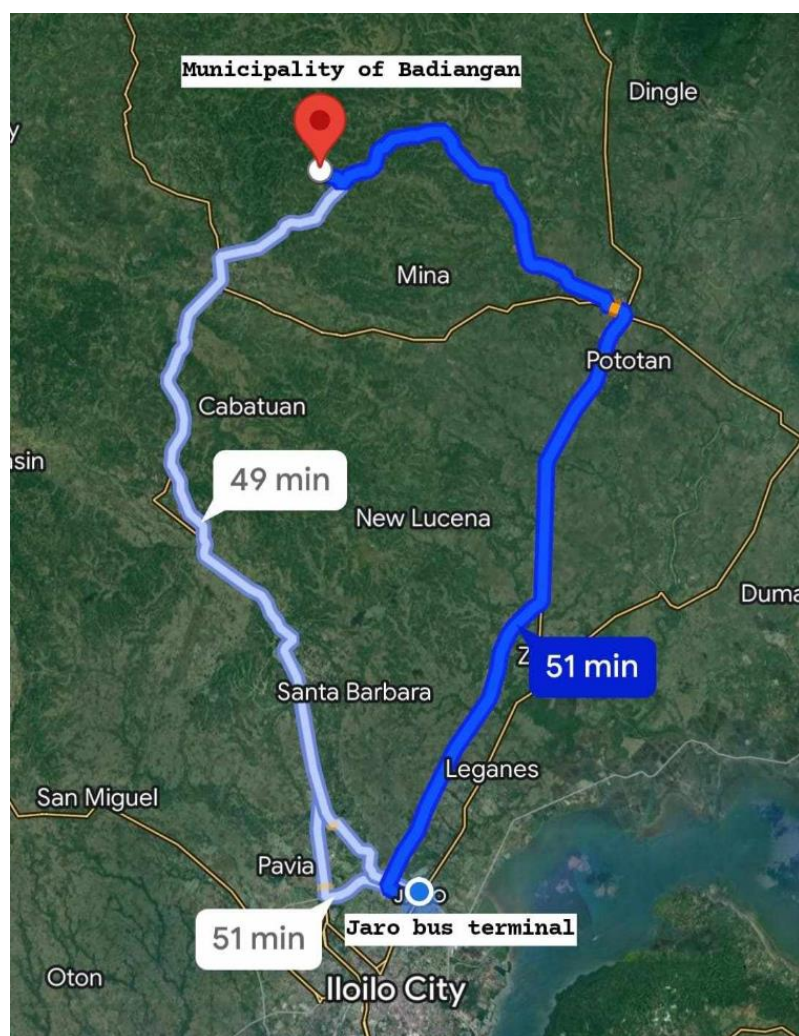 Municipality of Badiangan
Dingle
Mina
Pototan
Cabatuan
49 min
New Lucena
51 min
Santa Barbara
Leganes
San Miguel
Pavia
Jaro bus terminal
51 min
Oton
Iloilo City